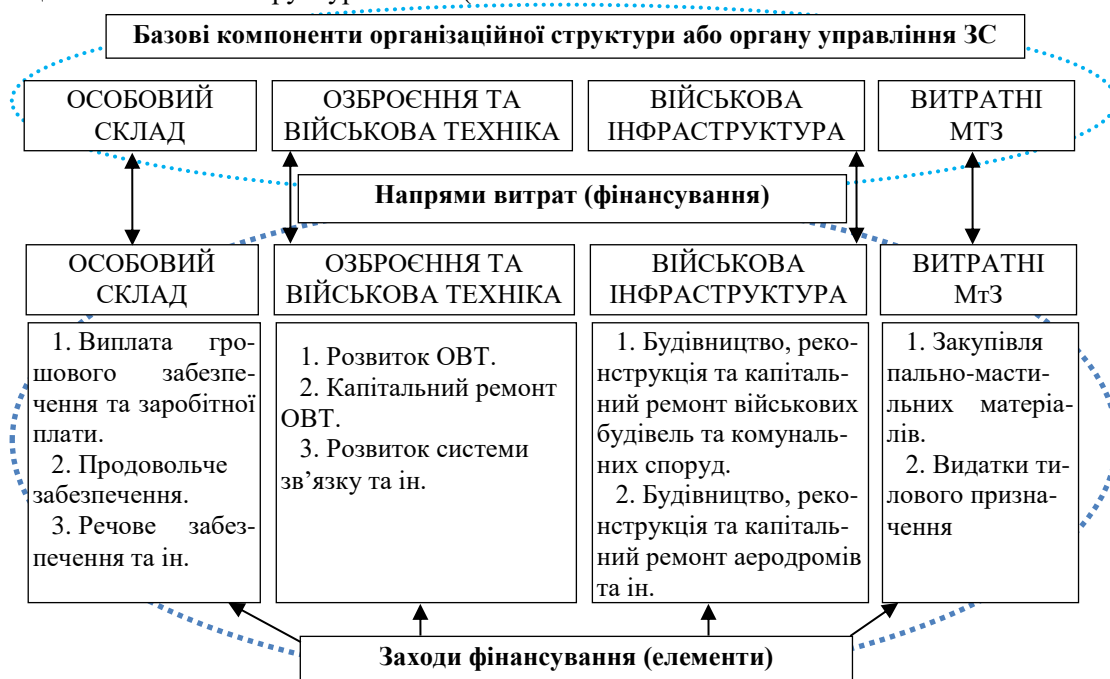 Базові компоненти організаційної структури або органу управління ЗС
ОСОБОВИЙ
СКЛАД
ОЗБРОЄННЯ ТА
ВІЙСЬКОВА ТЕХНІКА
ВІЙСЬКОВА
ІНФРАСТРУКТУРА
ВИТРАТНІ
МТЗ
Напрями витрат (фінансування)
ОСОБОВИЙ
СКЛАД
ОЗБРОЄННЯ ТА
ВІЙСЬКОВА ТЕХНІКА
ВІЙСЬКОВА
ІНФРАСТРУКТУРА
ВИТРАТНІ
МтЗ
1. Виплата гро-
шового забезпе-
чення та заробітної
плати.
2. Продовольче
забезпечення.
3. Речове забез-
печення та ін.
1. Розвиток ОВТ.
2. Капітальний ремонт
ОВТ.
3. Розвиток системи
зв’язку та ін.
1. Будівництво, реко-
нструкція та капіталь-
ний ремонт військових
будівель та комуналь-
них споруд.
2. Будівництво, реко-
нструкція та капіталь-
ний ремонт аеродромів
та ін.
1. Закупівля
пально-масти-
льних матеріа-
лів.
2. Видатки ти-
лового призна-
чення
Заходи фінансування (елементи)